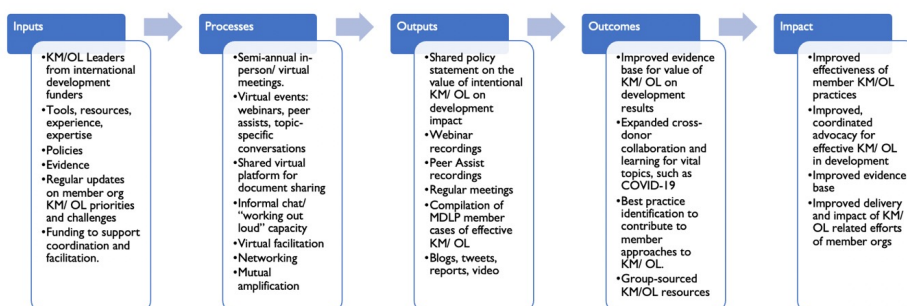 Inputs
•KM/OL Leaders
from international
development
funders
•Tools, resources,
experience,
expertise
•Policies
•Evidence
•Regular updates
on member org
KM/ OL priorities
and challenges
•Funding to support
coordination and
facilitation.
Processes
•Semi-annual in-
person/ virtual
meetings.
•Virtual events:
webinars, peer
assists, topic-
specific
conversations
•Shared virtual
platform for
document sharing
•Informal chat/
“working out
loud” capacity
•Virtual facilitation
•Networking
•Mutual
amplification
Outputs
•Shared policy
statement on the
value of intentional
KM/ OL on
development
impact
•Webinar
recordings
•Peer Assist
recordings
•Regular meetings
•Compilation of
MDLP member
cases of effective
KM/ OL
•Blogs, tweets,
reports, video
Outcomes
•Improved evidence
base for value of
KM/ OL on
development
results
•Expanded cross-
donor
collaboration and
learning for vital
topics, such as
COVID-19
•Best practice
identification to
contribute to
member
approaches to
KM/ OL.
•Group-sourced
KM/OL resources
Impact
•Improved
effectiveness of
member KM/OL
practices
•Improved,
coordinated
advocacy for
effective KM/ OL
in development
•Improved evidence
base
•Improved delivery
and impact of KM/
OL related efforts
of member orgs